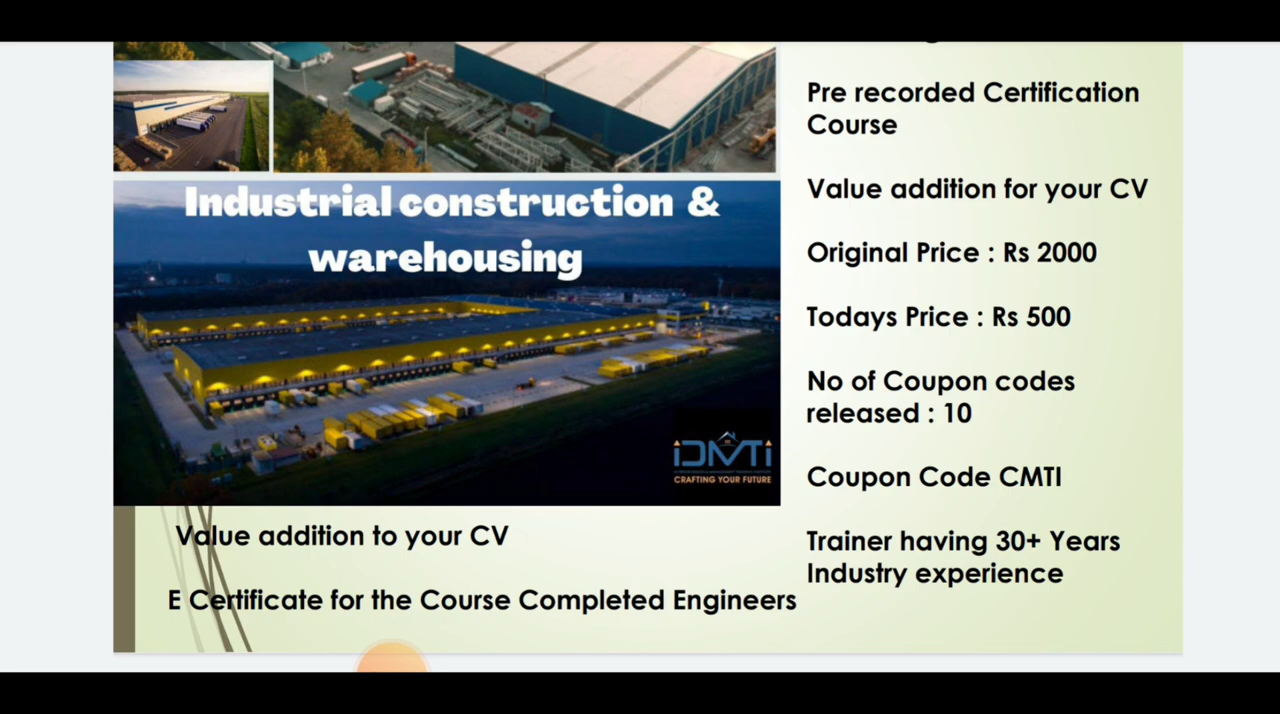 Industrial construction &
warehousing
iDMTi
CRAFTING YOUR FUTURE
Value addition to your CV
E Certificate for the Course Completed Engineers
Pre recorded Certification
Course
Value addition for your CV
Original Price : Rs 2000
Todays Price : Rs 500
No of Coupon codes
released : 10
Coupon Code CMTI
Trainer having 30+ Years
Industry experience